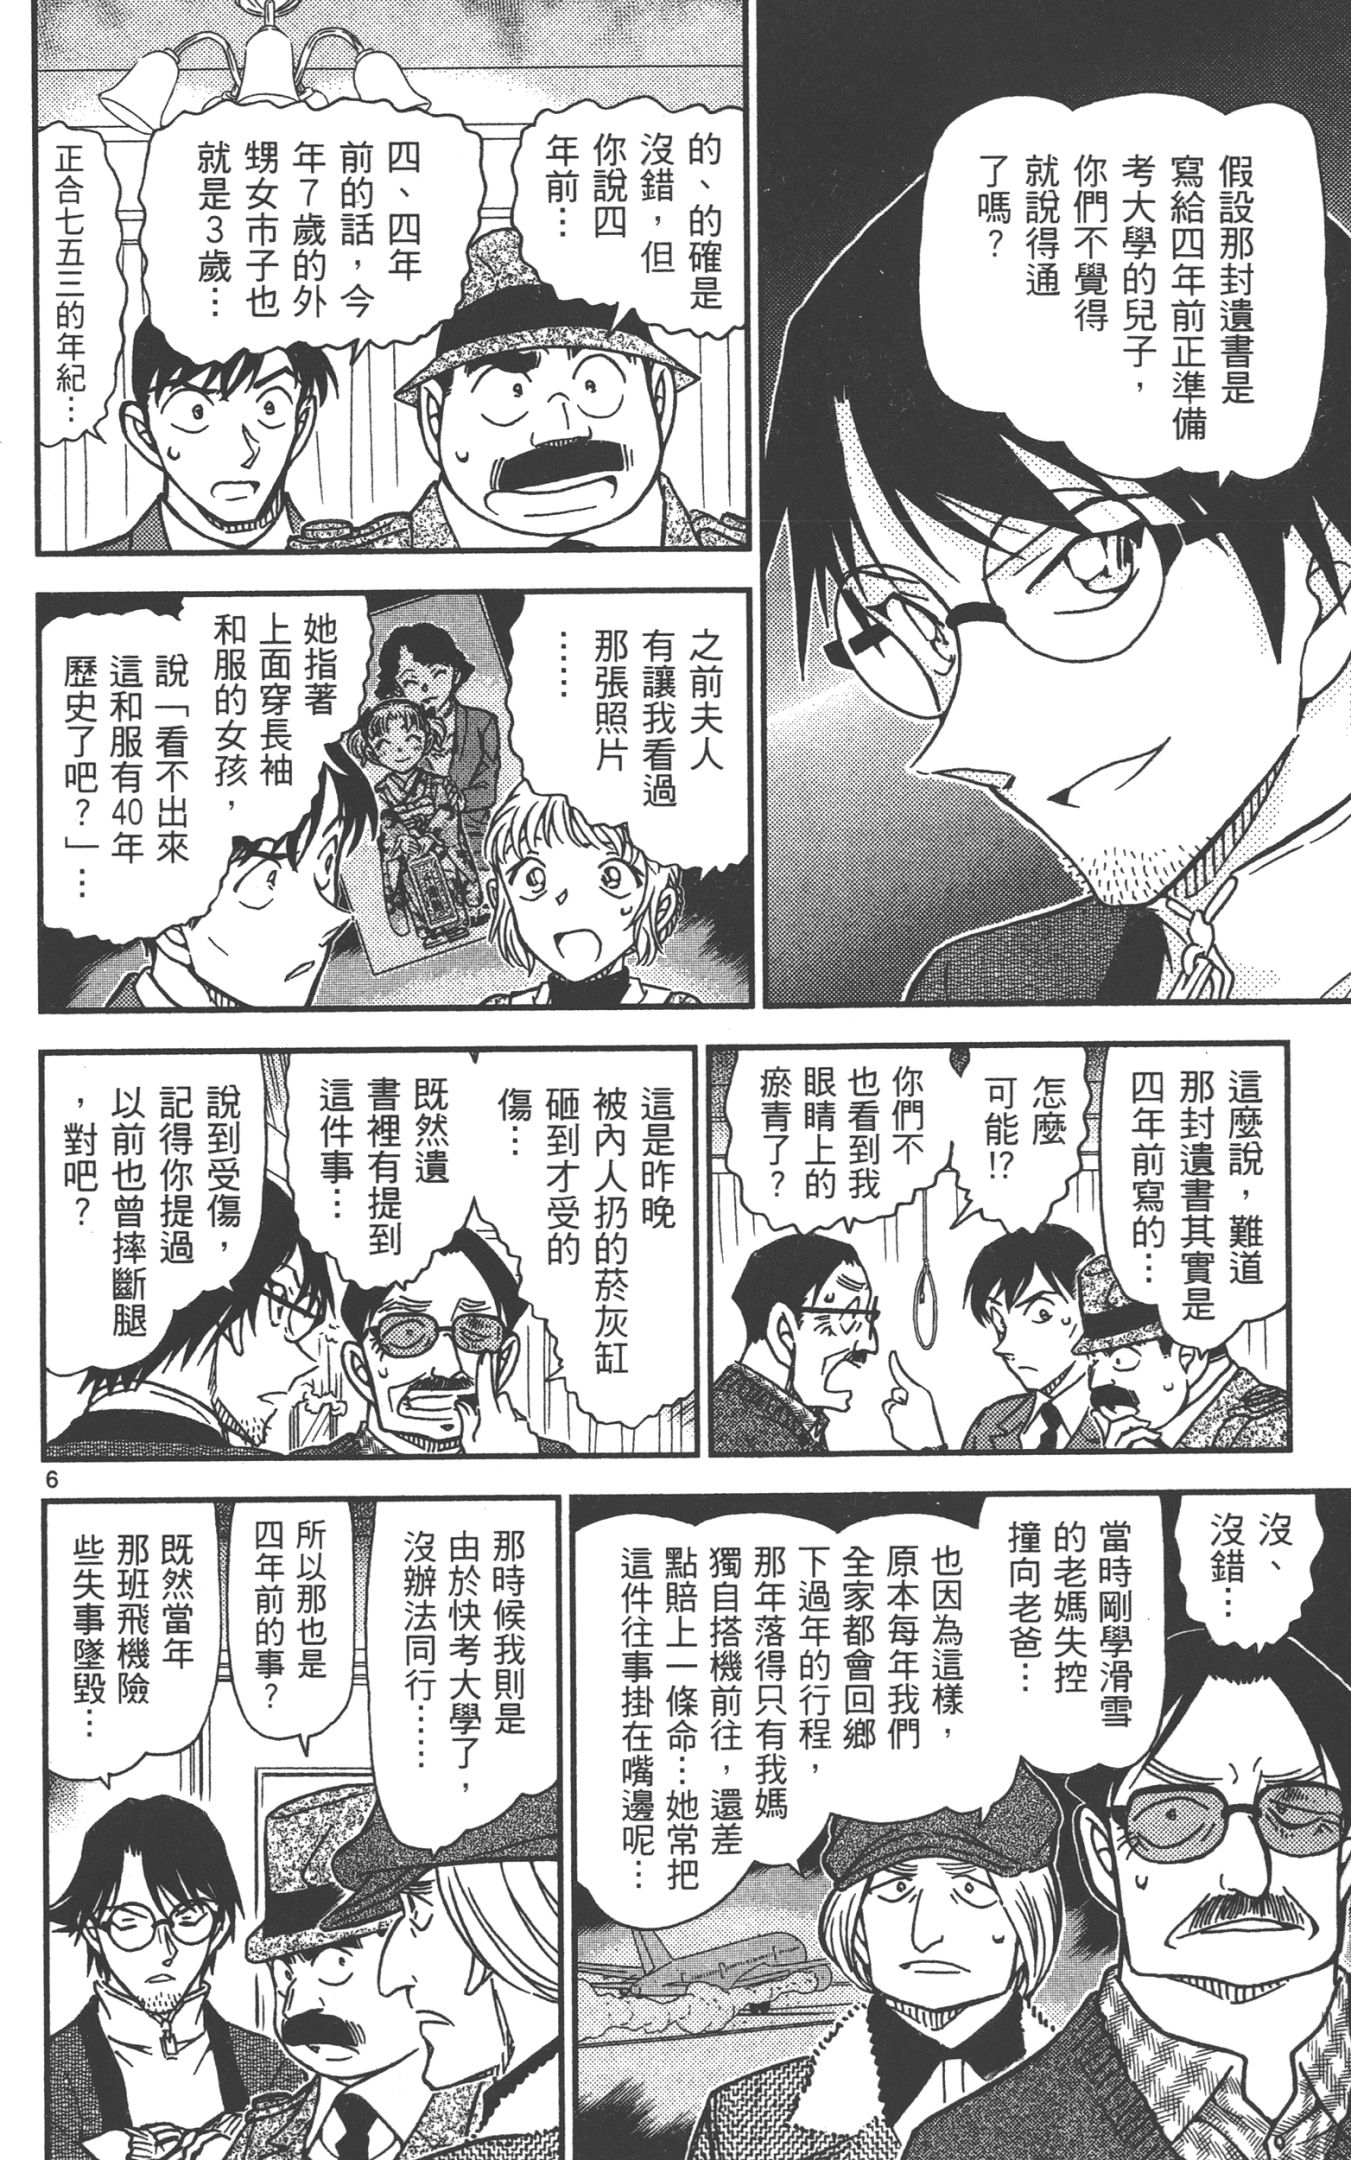 假設那封遺書是
寫給四年前正準備
考大學的兒子，
你們不覺得
就說得通
了嗎？
的、的確是
沒錯，但
你說四
年前…
四、四年
前的話，今
年7歲的外
甥女市子也
就是3歲…
正合七五三的年紀…
之前夫人
有讓我看過
那張照片
……
她指著
上面穿長袖
和服的女孩，
說「看不出來
這和服有40年
歷史了吧？」…
這麼說，難道
那封遺書其實是
四年前寫的…
怎麼
可能!?
你們不
也看到我
眼睛上的
瘀青了？
這是昨晚
被內人扔的菸灰缸
砸到才受的
傷…
既然遺
書裡有提到
這件事…
說到受傷，
記得你提過
以前也曾摔斷腿
，對吧？
6
沒、
沒錯…
當時剛學滑雪
的老媽失控
撞向老爸…
也因為這樣，
原本每年我們
全家都會回鄉
下過年的行程，
那年落得只有我媽
獨自搭機前往，還差
點賠上一條命…她常把
這件往事掛在嘴邊呢…
那時候我則是
由於快考大學了，
沒辦法同行……
所以那也是
四年前的事？
既然當年
那班飛機險
些失事墜毀…